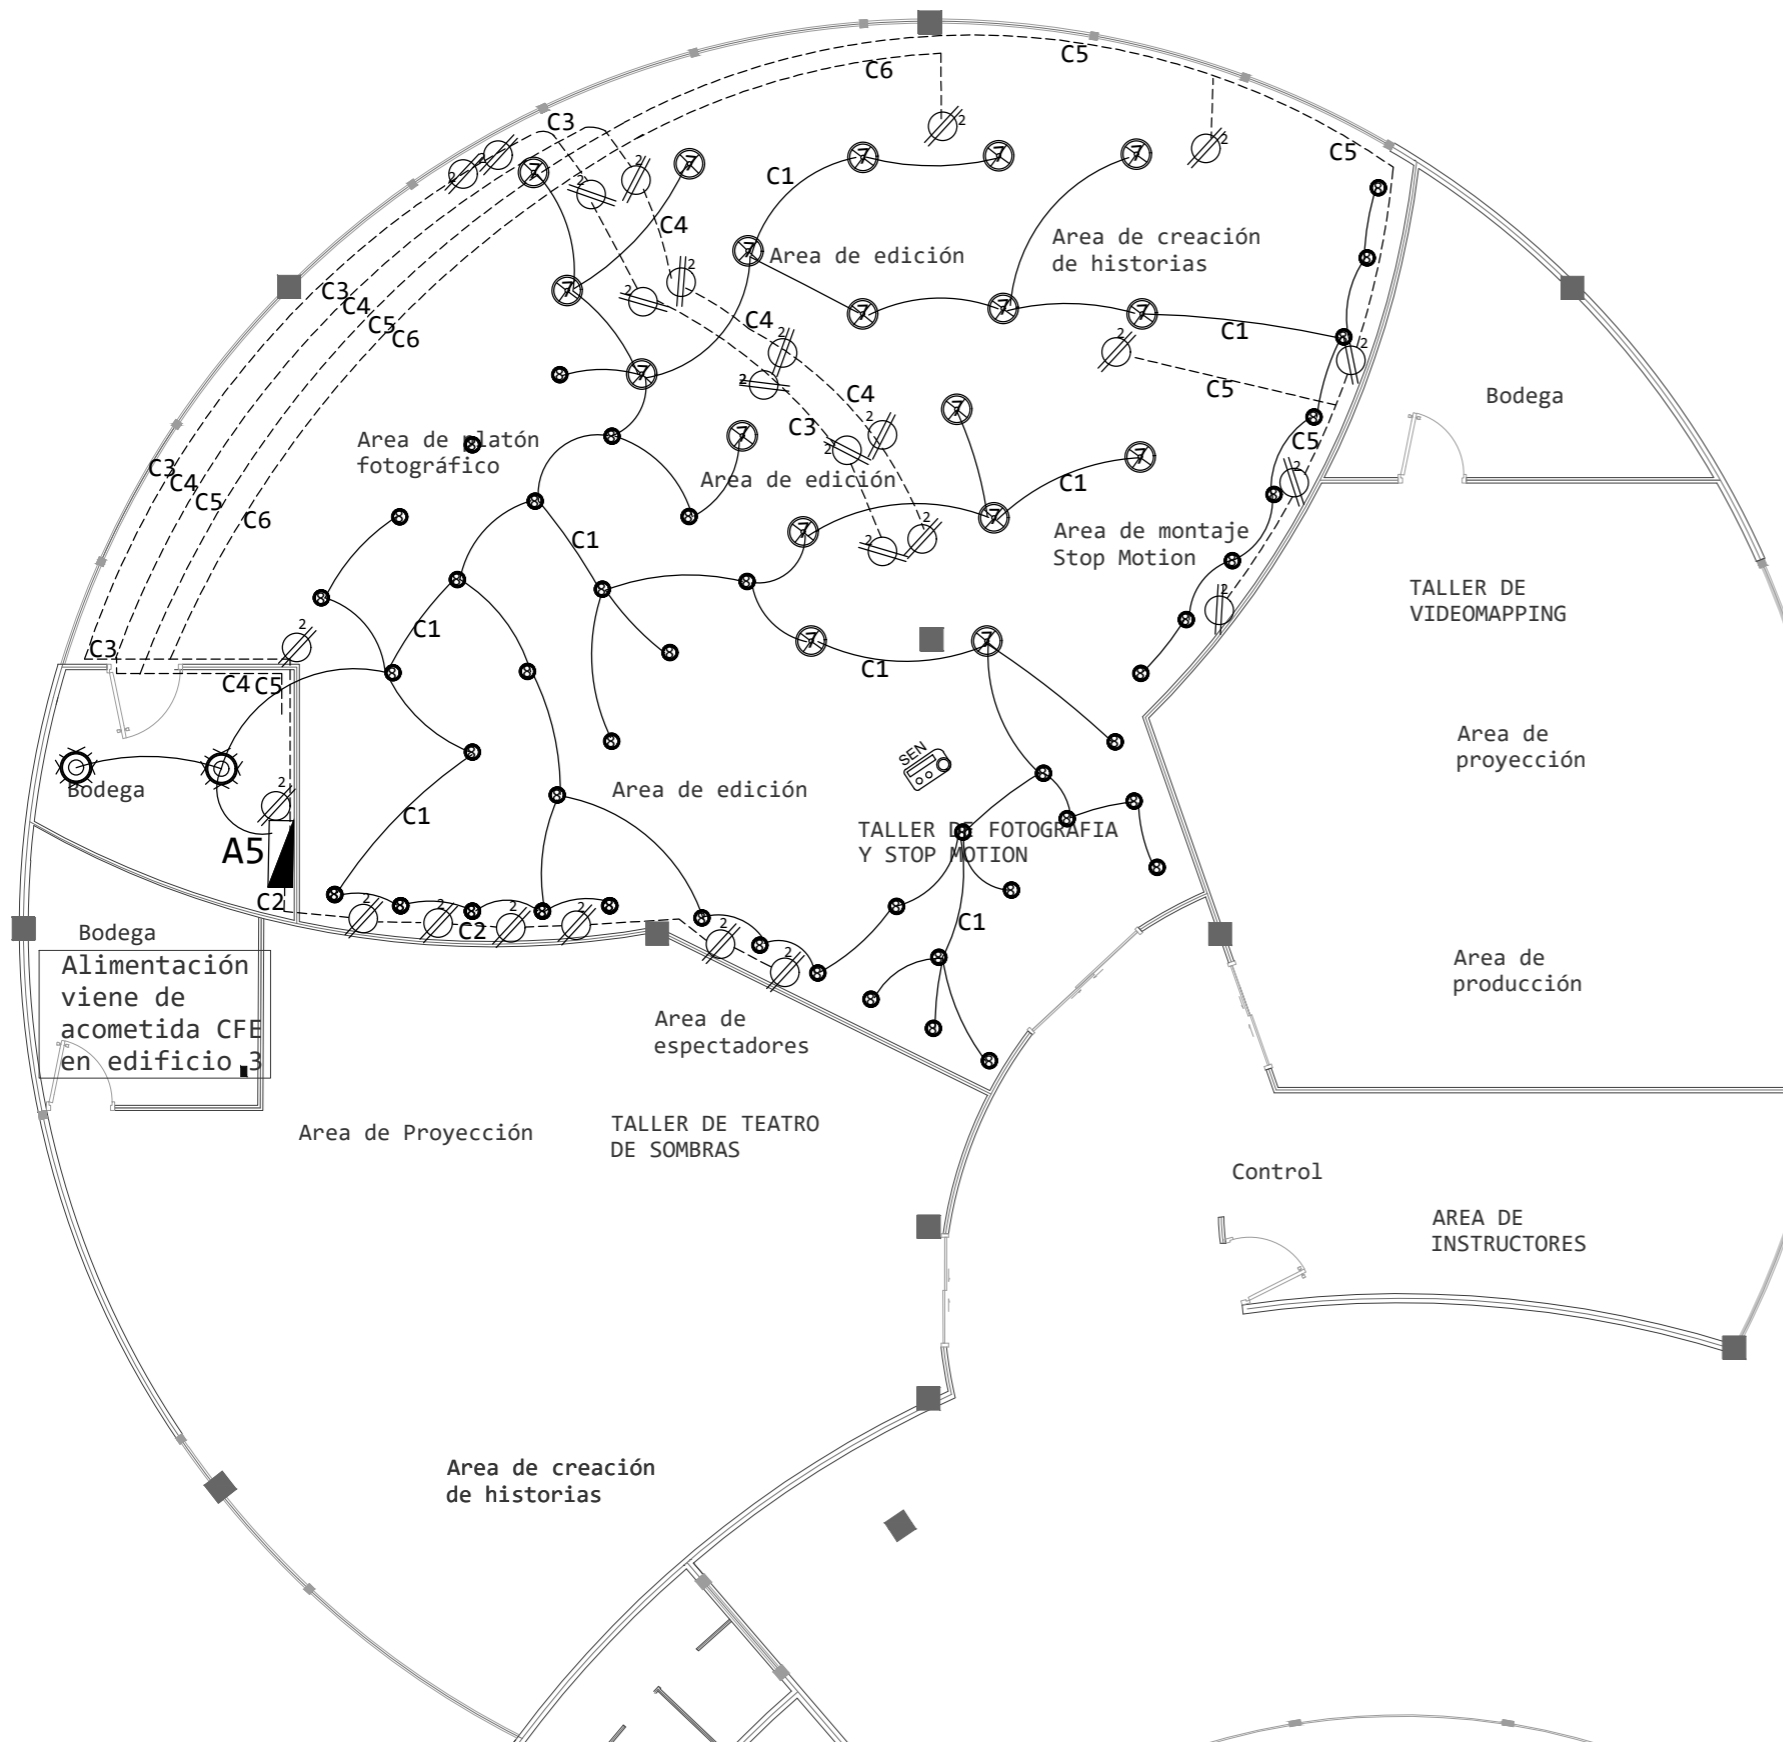 C5
C6
C3
C5
C1
C4
Area de edición
Area de creación
de historias
C3
C4
C5
C6
C4
C1
C5
C4
C3
C5
Bodega
Area de platón
fotográfico
Area de edición
C3
C4
C5
C6
C1
C1
Area de montaje
Stop Motion
TALLER DE
VIDEOMAPPING
C1
C3
C4
C5
C1
SEN
Area de
proyección
Bodega
Area de edición
C1
A5
TALLER DE FOTOGRAFIA
Y STOP MOTION
C2
C2
C1
Bodega
Alimentación
viene de
acometida CFE
en edificio 3
Area de
producción
Area de
espectadores
Area de Proyección
TALLER DE TEATRO
DE SOMBRAS
Control
AREA DE
INSTRUCTORES
Area de creación
de historias